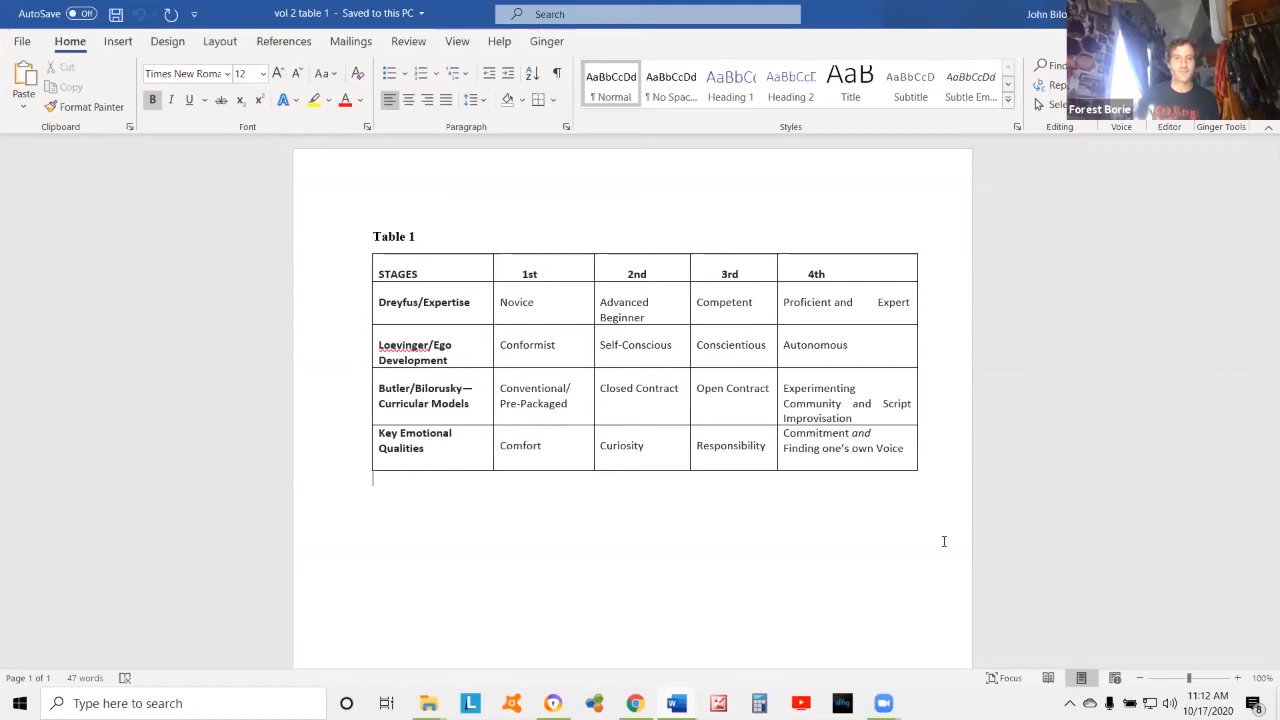 AutoSave Off vol 2 table 1 - Saved to this PC Search John Bilo
File Home Insert Design Layout References Mailings Review View Help Ginger
Paste Cut Copy Format Painter
Times New Roma 12
Aa
AaBbCcDd AaBbCcDd AaBbCc AaBbCcE AaB AaBbCcD AaBbCcDd
¶ Normal ¶ No Spac... Heading 1 Heading 2 Title Subtitle Subtle Em...
Forest Borie
Clipboard Font Paragraph Styles Editing Voice Editor Ginger Tools
Table 1
STAGES 1st 2nd 3rd 4th
Dreyfus/Expertise Novice Advanced Beginner Competent Proficient and Expert
Loevinger/Ego Development Conformist Self-Conscious Conscientious Autonomous
Butler/Bilorusky—Curricular Models Conventional/Pre-Packaged Closed Contract Open Contract Experimenting Community and Script Improvisation
Key Emotional Qualities Comfort Curiosity Responsibility Commitment and Finding one's own Voice
Page 1 of 1 47 words Focus 100%
Type here to search 11:12 AM
10/17/2020